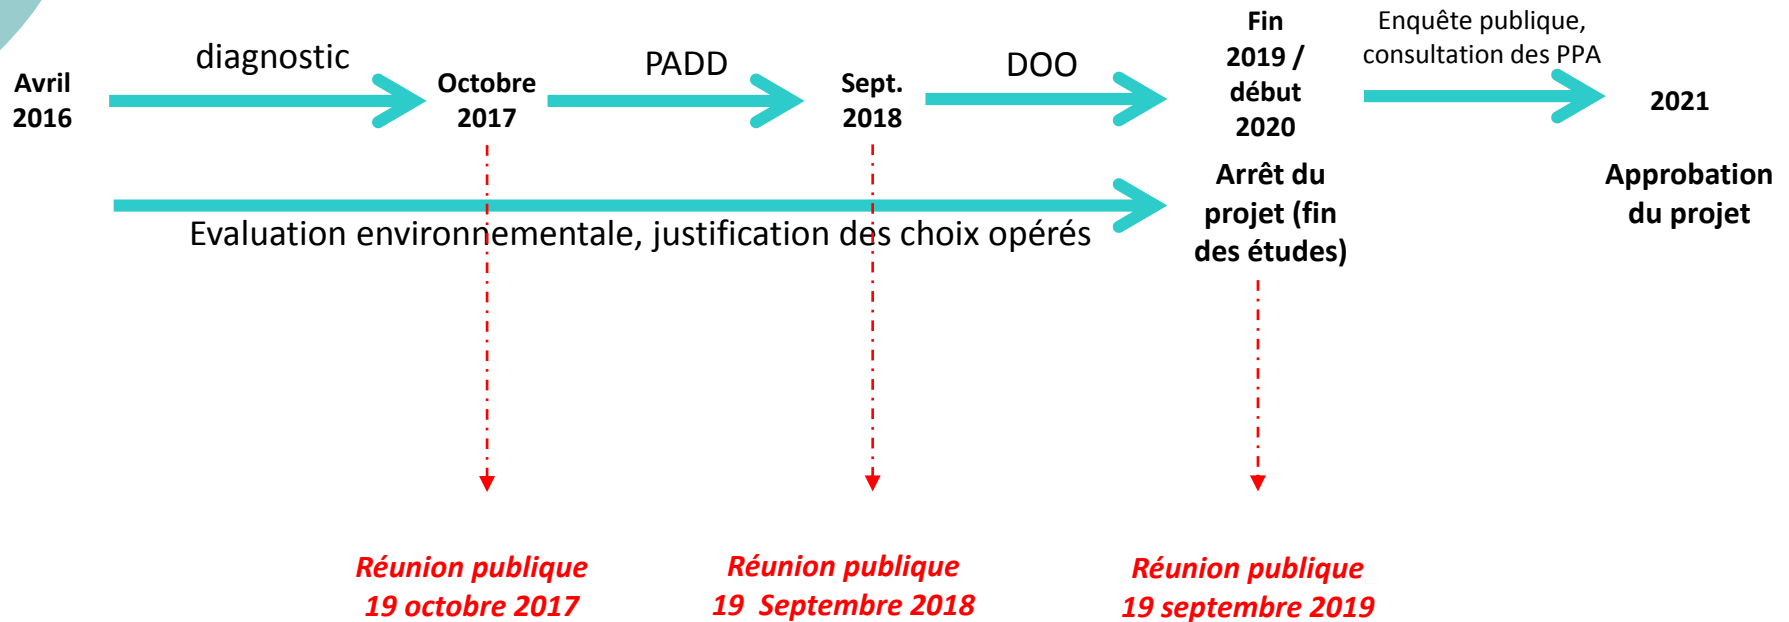 Avril
2016
diagnostic
Octobre
2017
PADD
Sept.
2018
DOO
Fin
2019 /
début
2020
Enquête publique,
consultation des PPA
2021
Evaluation environnementale, justification des choix opérés
Arrêt du
projet (fin
des études)
Approbation
du projet
Réunion publique
19 octobre 2017
Réunion publique
19 Septembre 2018
Réunion publique
19 septembre 2019